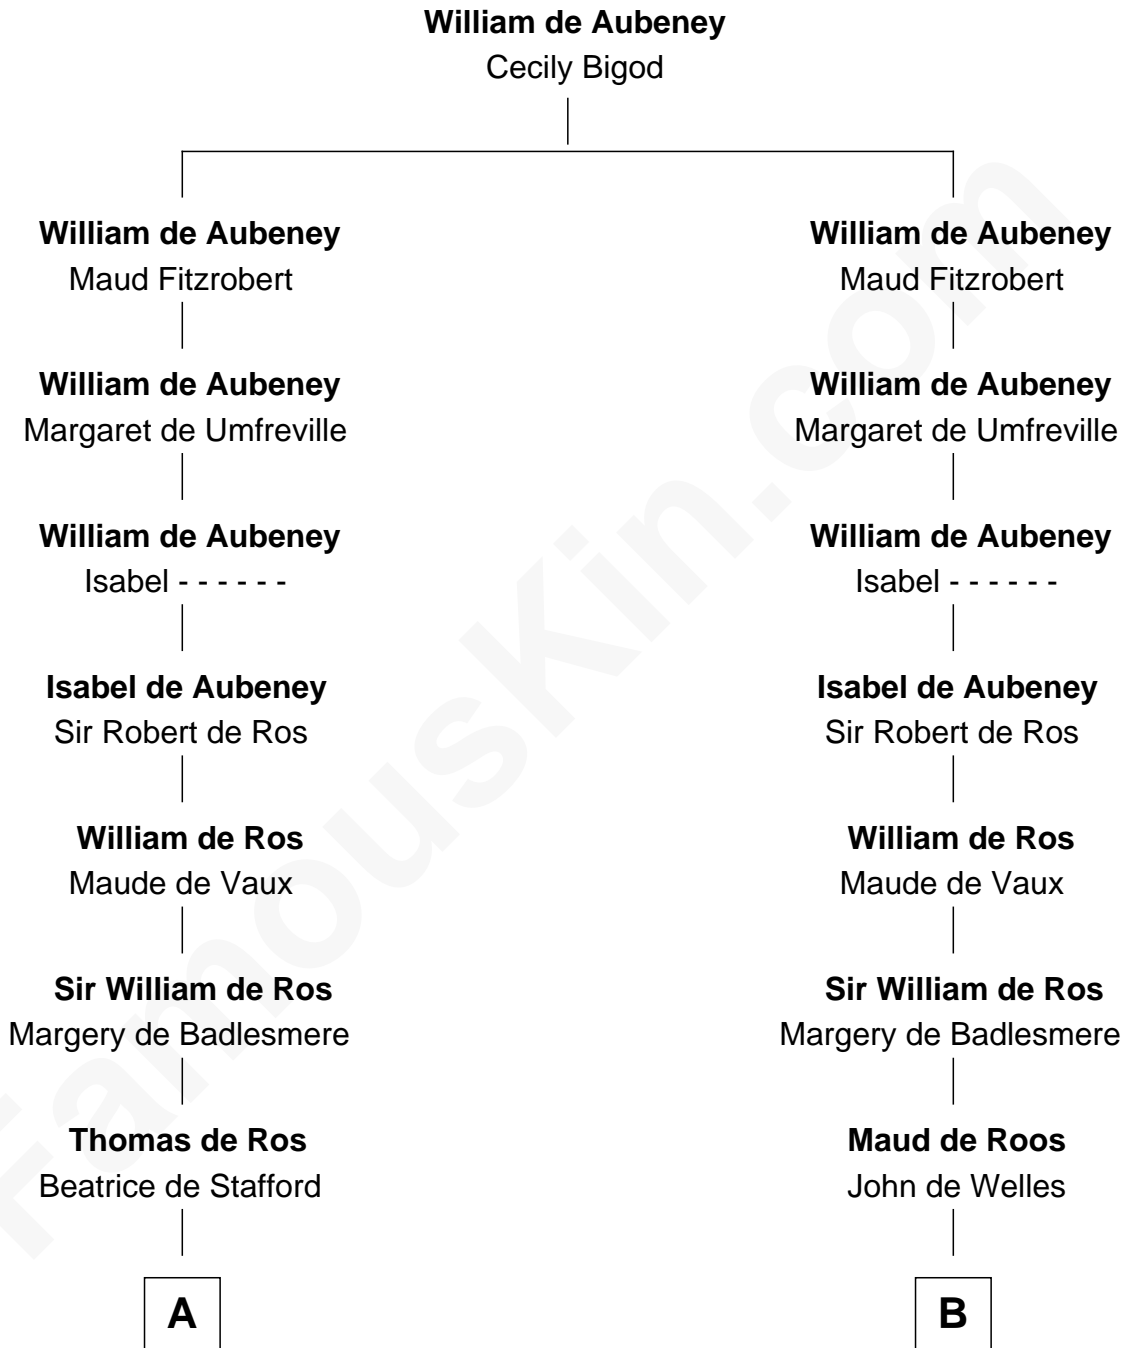 William de Aubeney
Cecily Bigod
William de Aubeney
Maud Fitzrobert
William de Aubeney
Margaret de Umfreville
William de Aubeney
Isabel - - - - - -
Isabel de Aubeney
Sir Robert de Ros
William de Ros
Maude de Vaux
Sir William de Ros
Margery de Badlesmere
Thomas de Ros
Beatrice de Stafford
A
William de Aubeney
Maud Fitzrobert
William de Aubeney
Margaret de Umfreville
William de Aubeney
Isabel - - - - - -
Isabel de Aubeney
Sir Robert de Ros
William de Ros
Maude de Vaux
Sir William de Ros
Margery de Badlesmere
Maud de Roos
John de Welles
B
FamousKin.com